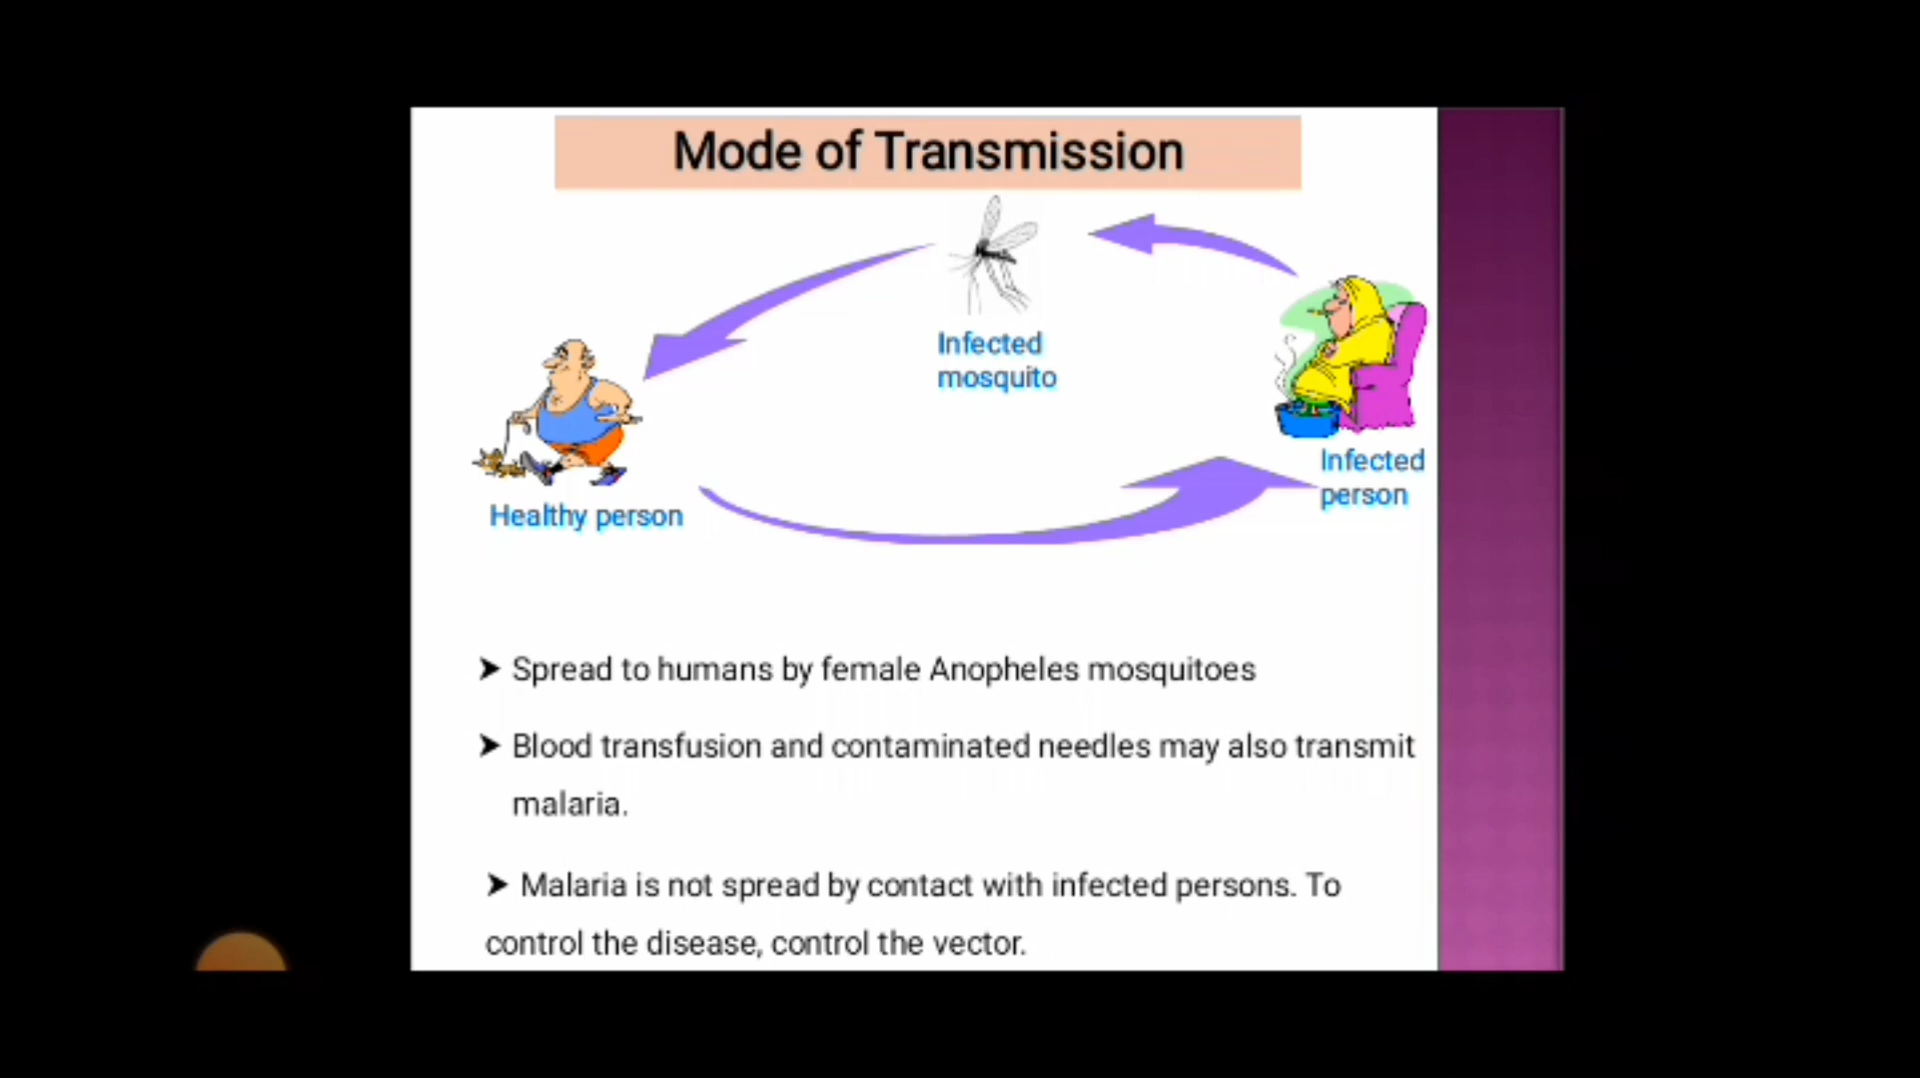 Mode of Transmission
Infected
mosquito
Healthy person
Infected
person
➤ Spread to humans by female Anopheles mosquitoes
➤ Blood transfusion and contaminated needles may also transmit
malaria.
➤ Malaria is not spread by contact with infected persons. To
control the disease, control the vector.